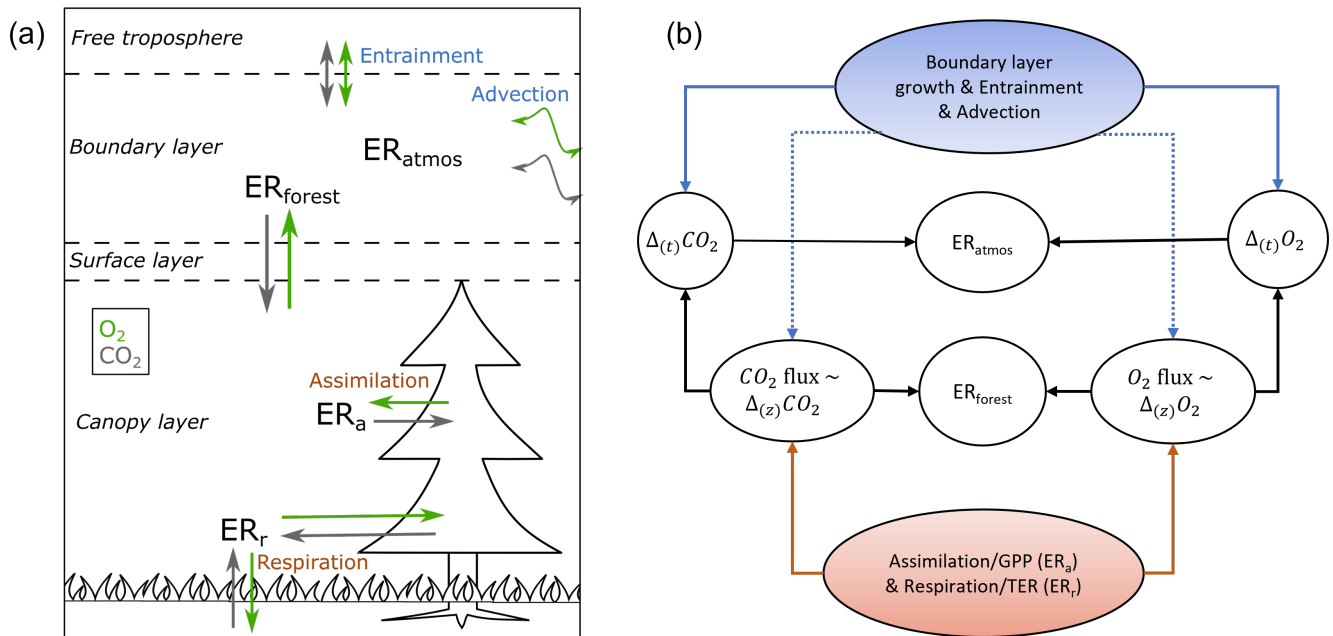 (a)
Free troposphere
Entrainment
Advection
Boundary layer
ER_atmos
ER_forest
Surface layer
O₂
CO₂
Assimilation
ER_a
Canopy layer
ER_r
Respiration
(b)
Boundary layer
growth & Entrainment
& Advection
Δ₍t₎CO₂
ER_atmos
Δ₍t₎O₂
CO₂ flux ~
Δ₍z₎CO₂
ER_forest
O₂ flux ~
Δ₍z₎O₂
Assimilation/GPP (ER_a)
& Respiration/TER (ER_r)